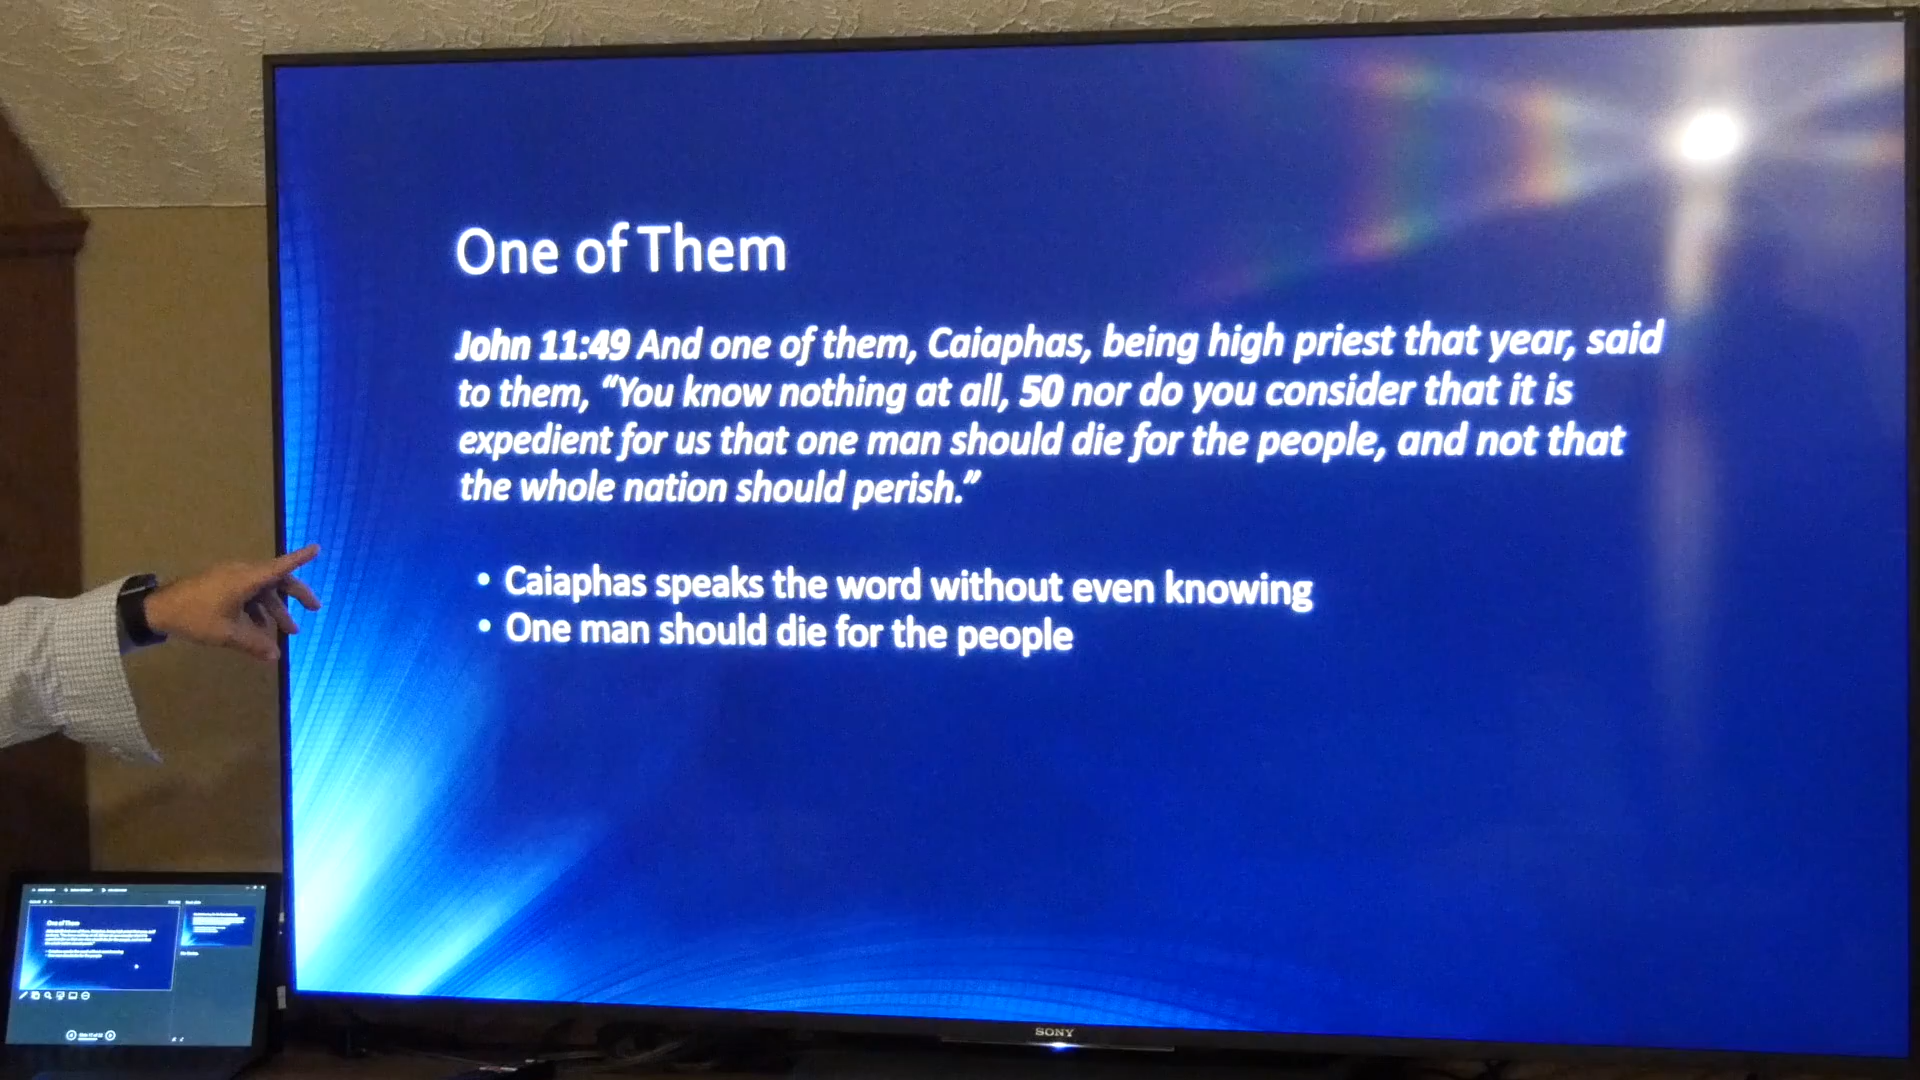 One of Them
John 11:49 And one of them, Caiaphas, being high priest that year, said
to them, “You know nothing at all, 50 nor do you consider that it is
expedient for us that one man should die for the people, and not that
the whole nation should perish.”
• Caiaphas speaks the word without even knowing
• One man should die for the people
SONY
One of Them